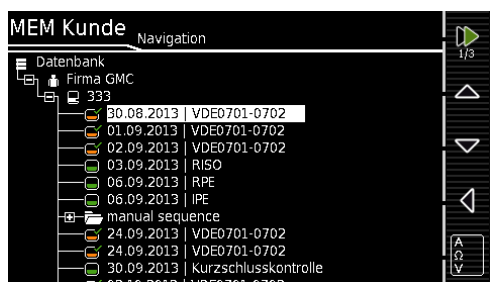 MEM Kunde
Navigation
1/3
Datenbank
Firma GMC
333
30.08.2013 | VDE0701-0702
01.09.2013 | VDE0701-0702
02.09.2013 | VDE0701-0702
03.09.2013 | RISO
06.09.2013 | RPE
06.09.2013 | IPE
manual sequence
24.09.2013 | VDE0701-0702
24.09.2013 | VDE0701-0702
30.09.2013 | Kurzschlusskontrolle
A
Ω
V